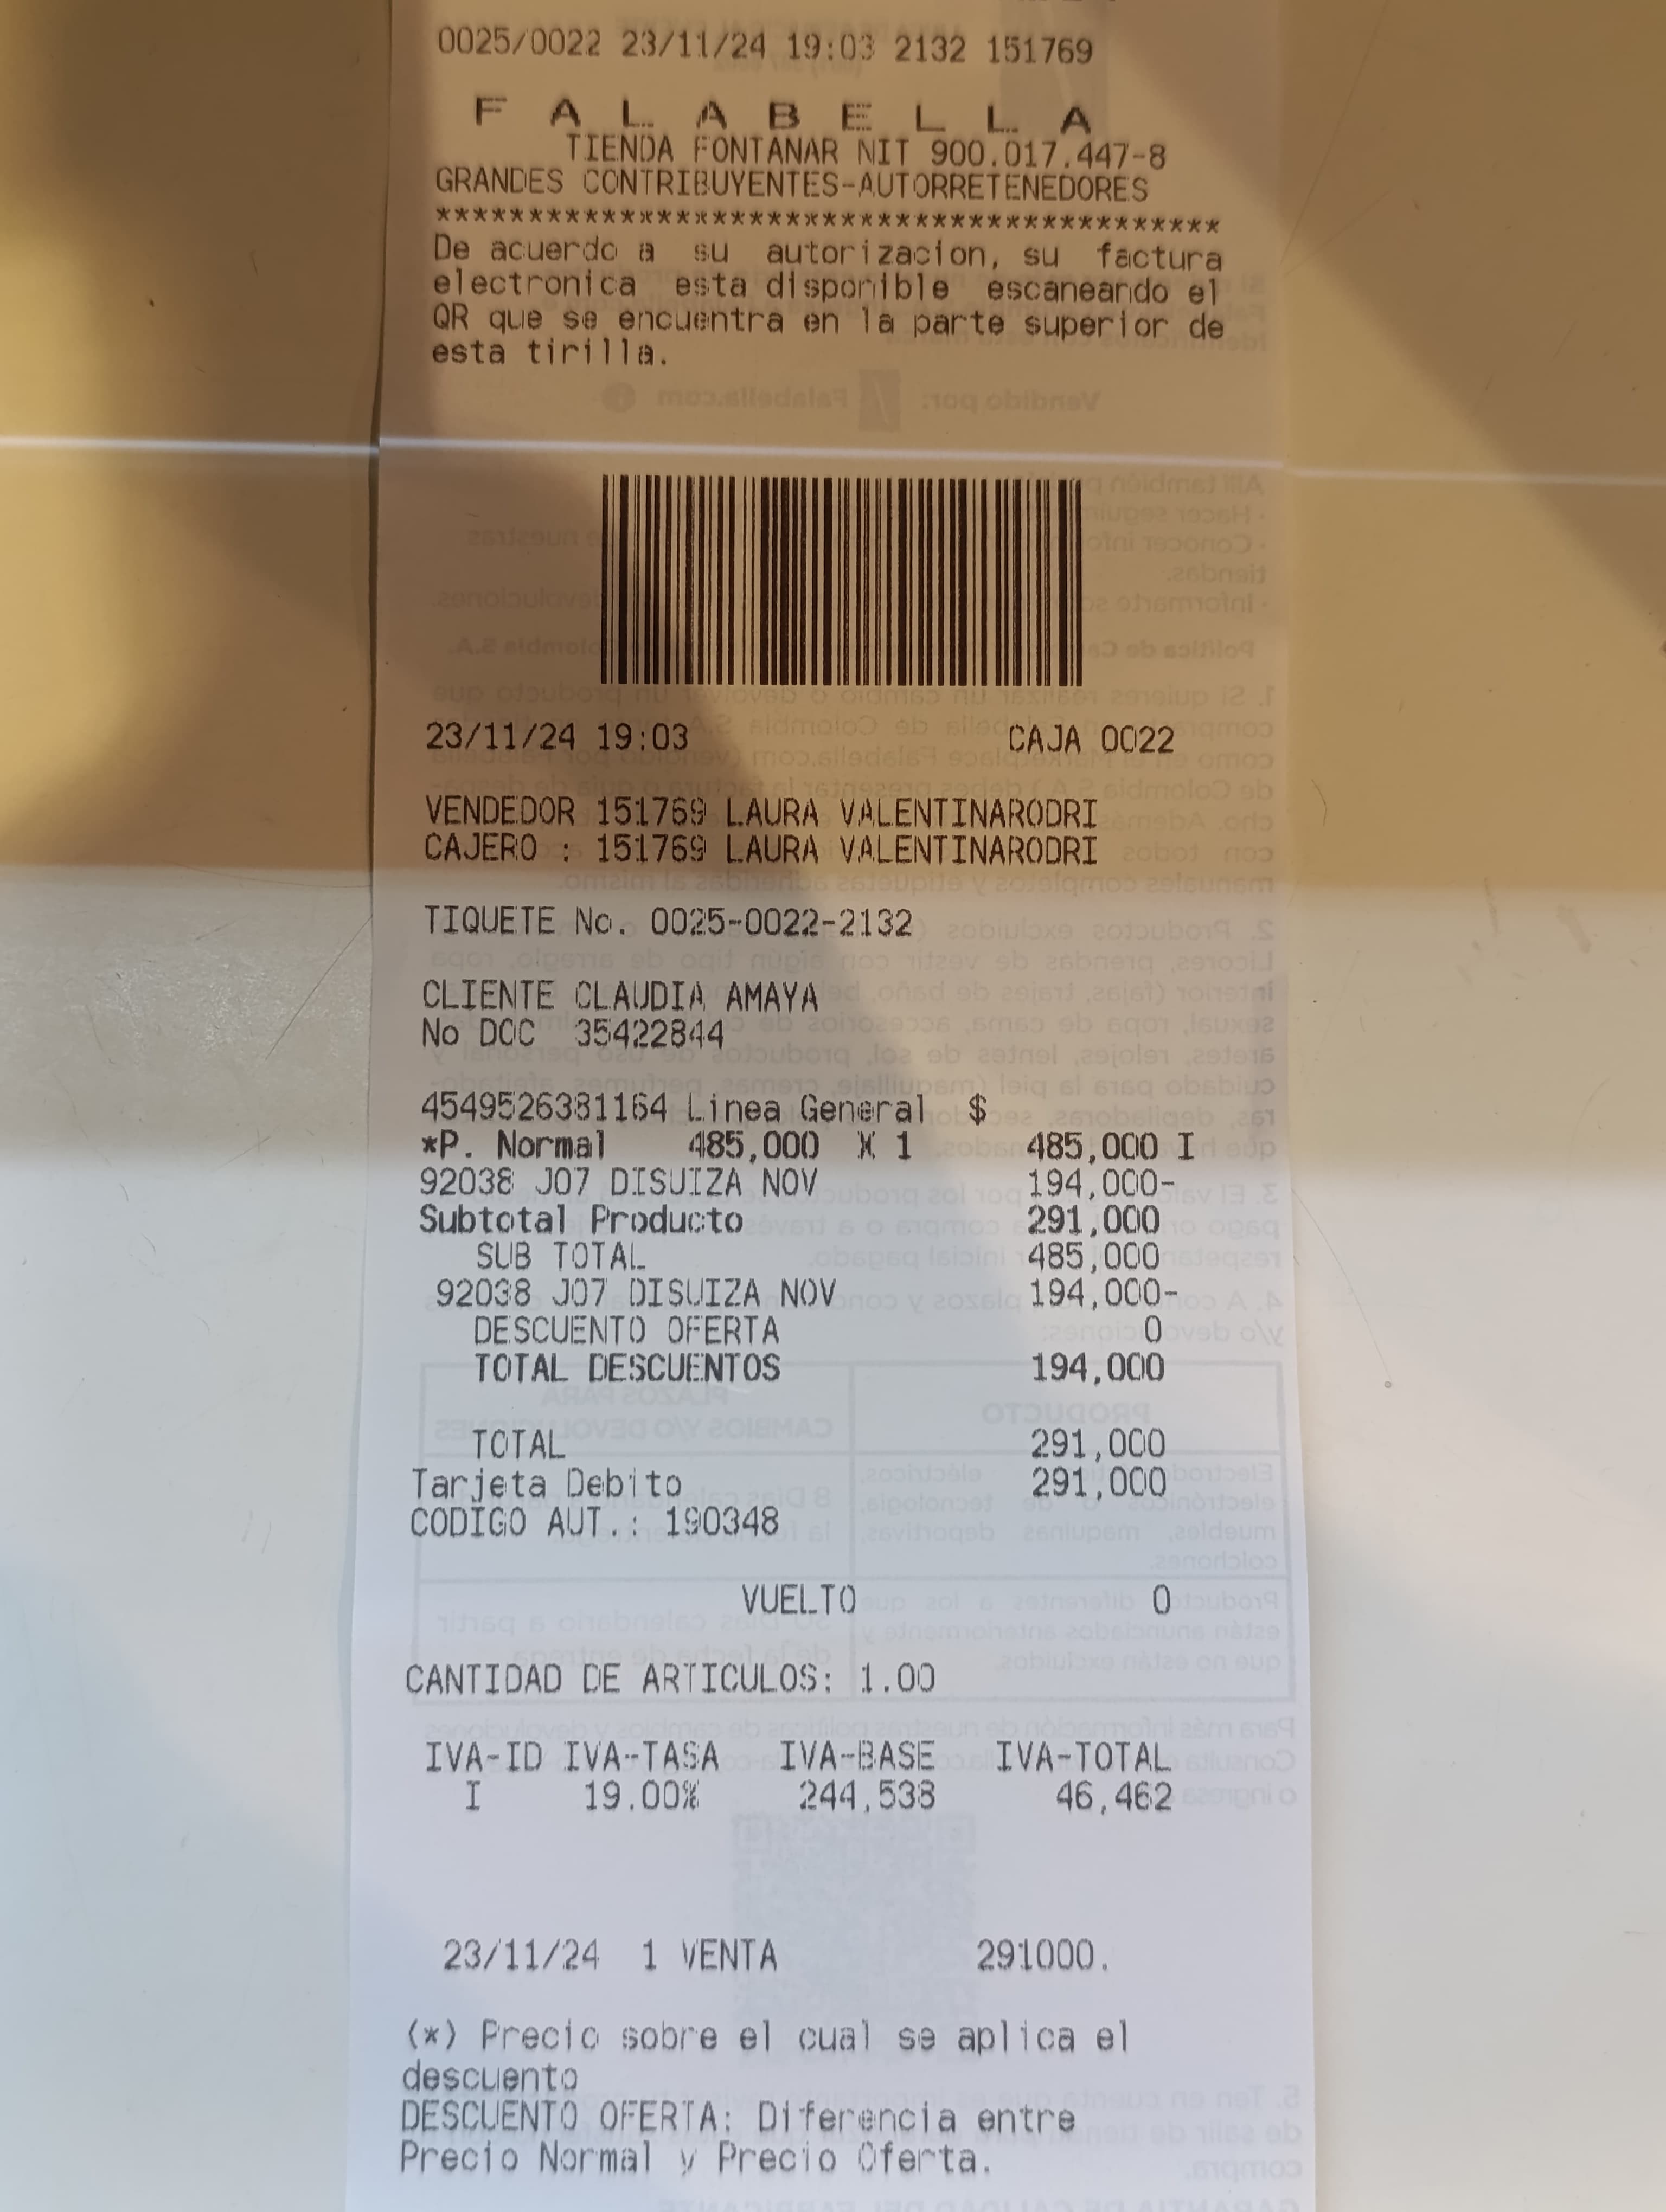 0025/0022 23/11/24 19:03 2132 151769
F A L A B E L L A
TIENDA FONTANAR NIT 900.017.447-8
GRANDES CONTRIBUYENTES-AUTORRETENEDORES
*******************************************
De acuerdo a su autorizacion, su factura
electronica esta disponible escaneando el
QR que se encuentra en la parte superior de
esta tirilla.
23/11/24 19:03 CAJA 0022
VENDEDOR 151769 LAURA VALENTINARODRI
CAJERO : 151769 LAURA VALENTINARODRI
TIQUETE No. 0025-0022-2132
CLIENTE CLAUDIA AMAYA
No DOC 35422844
4549526381164 Linea General $
*P. Normal 485,000 X 1 485,000 I
92038 J07 DISUIZA NOV 194,000-
Subtotal Producto 291,000
SUB TOTAL 485,000
92038 J07 DISUIZA NOV 194,000-
DESCUENTO OFERTA 0
TOTAL DESCUENTOS 194,000
TOTAL 291,000
Tarjeta Debito 291,000
CODIGO AUT.: 190348
VUELTO 0
CANTIDAD DE ARTICULOS: 1.00
IVA-ID IVA-TASA IVA-BASE IVA-TOTAL
I 19.00% 244,538 46,462
23/11/24 1 VENTA 291000.
(*) Precio sobre el cual se aplica el
descuento
DESCUENTO OFERTA: Diferencia entre
Precio Normal y Precio Oferta.